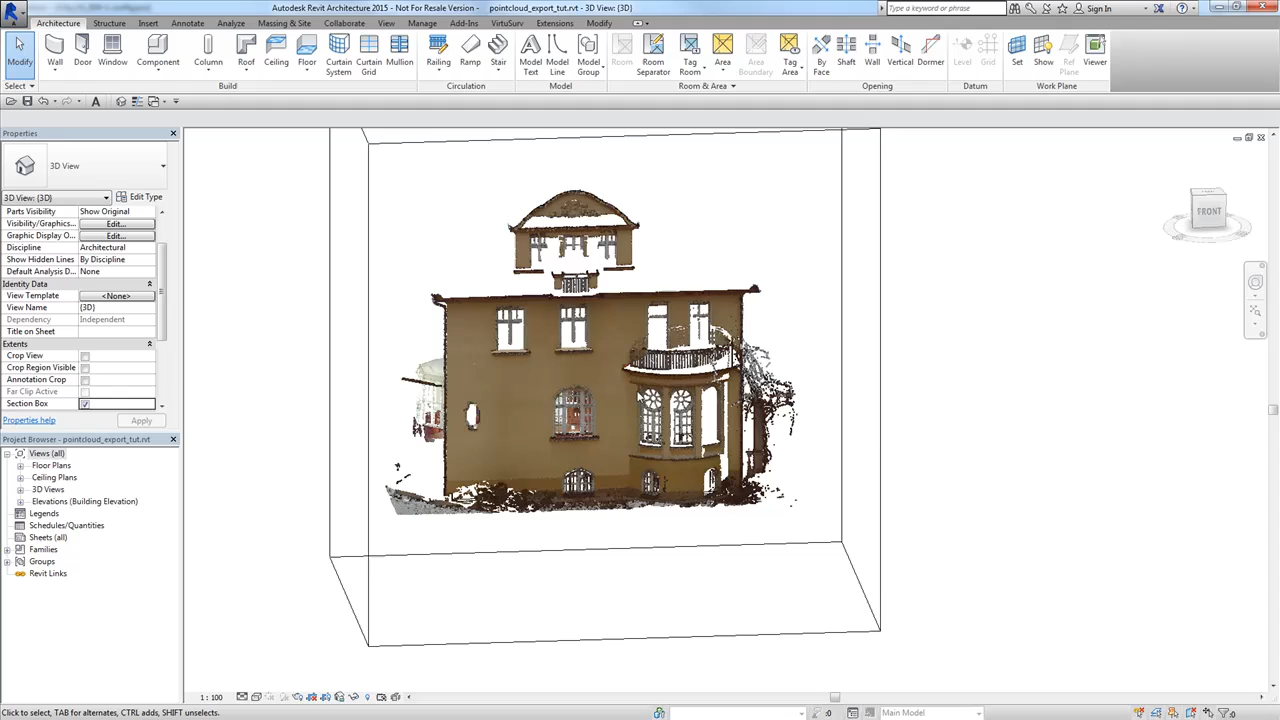 Autodesk Revit Architecture 2015 - Not For Resale Version - pointcloud_export_tut.rvt - 3D View: {3D}
Type a keyword or phrase
Sign In
Architecture Structure Insert Annotate Analyze Massing & Site Collaborate View Manage Add-Ins VirtuSurv Extensions Modify
Modify Wall Door Window Component Column Roof Ceiling Floor Curtain System Curtain Grid Mullion Railing Ramp Stair Model Text Model Line Model Group Room Room Separator Tag Room Area Area Boundary Tag Area By Face Shaft Wall Vertical Dormer Level Grid Set Show Ref Plane Viewer
Select Build Circulation Model Room & Area Opening Datum Work Plane
Properties
3D View
3D View: {3D} Edit Type
Parts Visibility Show Original
Visibility/Graphics... Edit...
Graphic Display O... Edit...
Discipline Architectural
Show Hidden Lines By Discipline
Default Analysis D... None
Identity Data
View Template <None>
View Name {3D}
Dependency Independent
Title on Sheet
Extents
Crop View
Crop Region Visible
Annotation Crop
Far Clip Active
Section Box
Properties help Apply
Project Browser - pointcloud_export_tut.rvt
Views (all)
Floor Plans
Ceiling Plans
3D Views
Elevations (Building Elevation)
Legends
Schedules/Quantities
Sheets (all)
Families
Groups
Revit Links
FRONT
1 : 100
Click to select, TAB for alternates, CTRL adds, SHIFT unselects.
:0
Main Model
:0